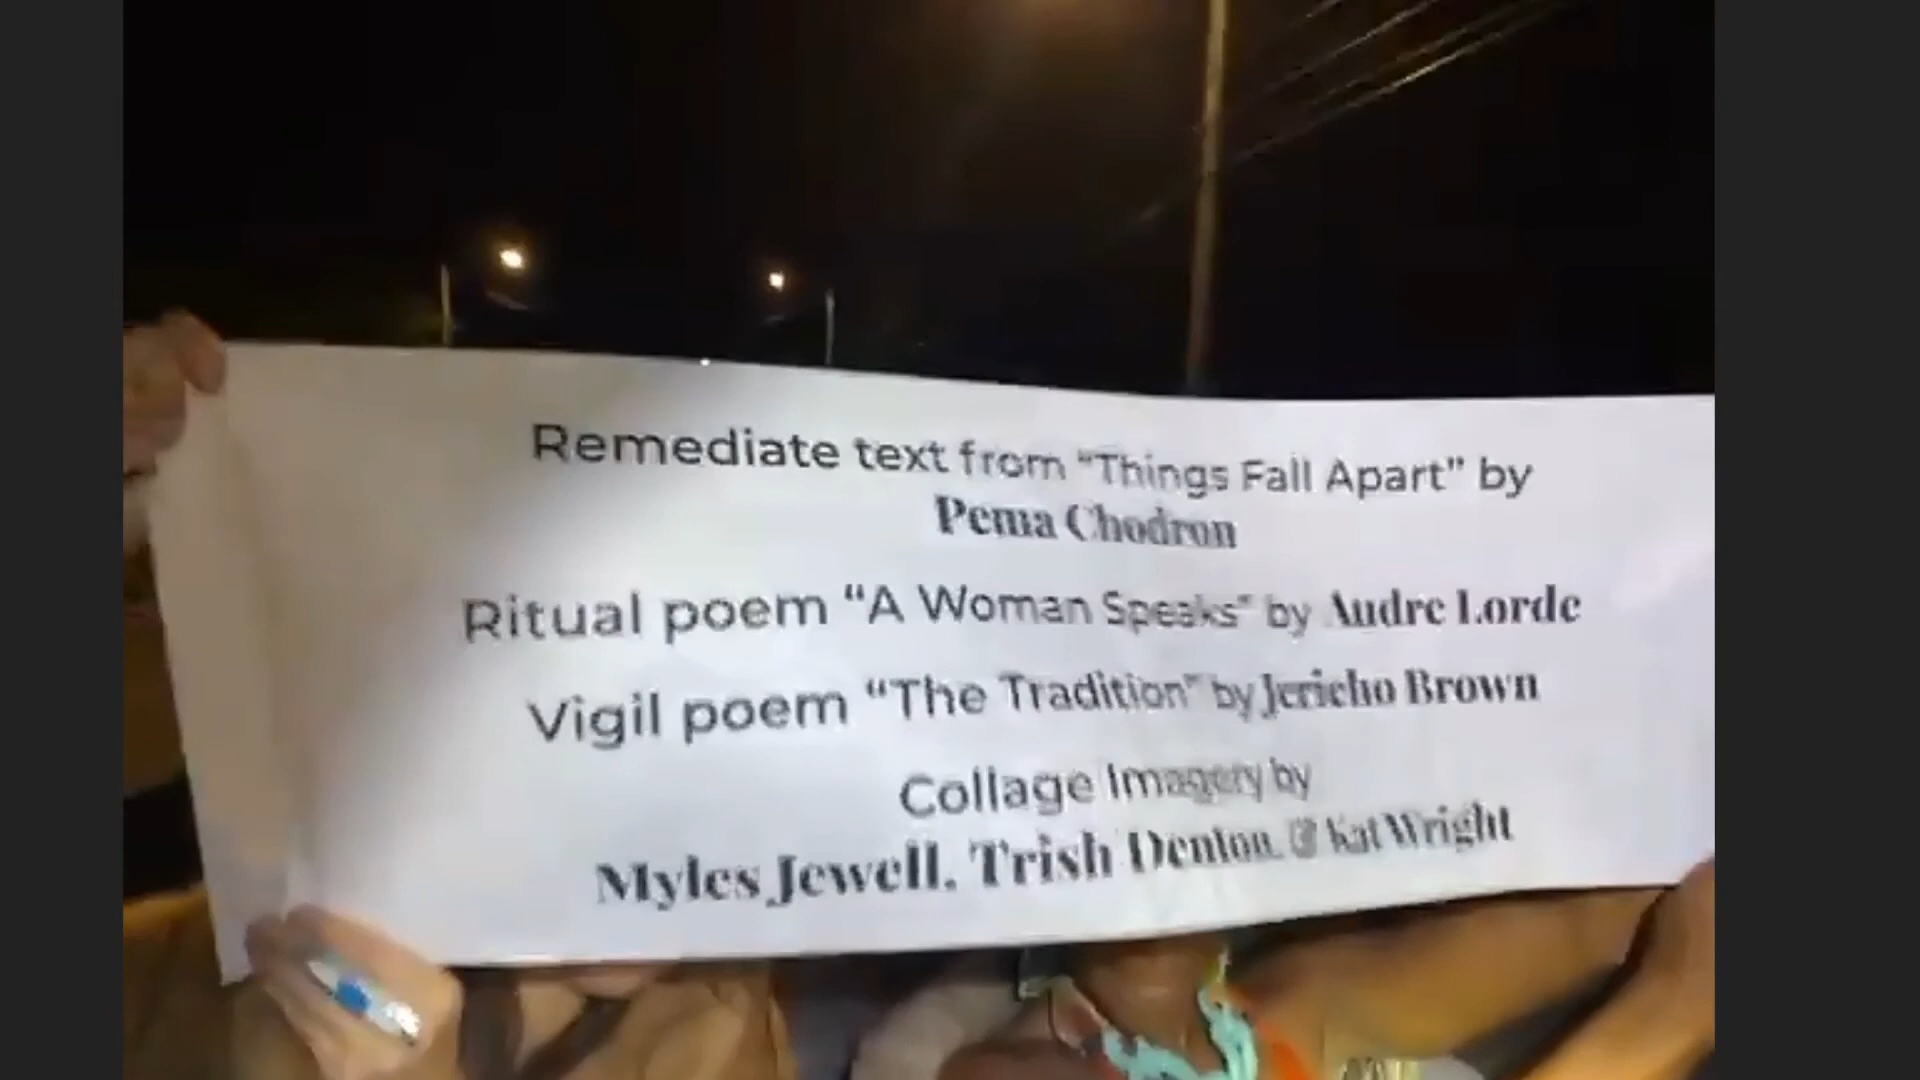 Remediate text from “Things Fall Apart” by
Pema Chodron
Ritual poem “A Woman Speaks” by Audre Lorde
Vigil poem “The Tradition” by Jericho Brown
Collage Imagery by
Myles Jewell, Trish Denton, & Kat Wright